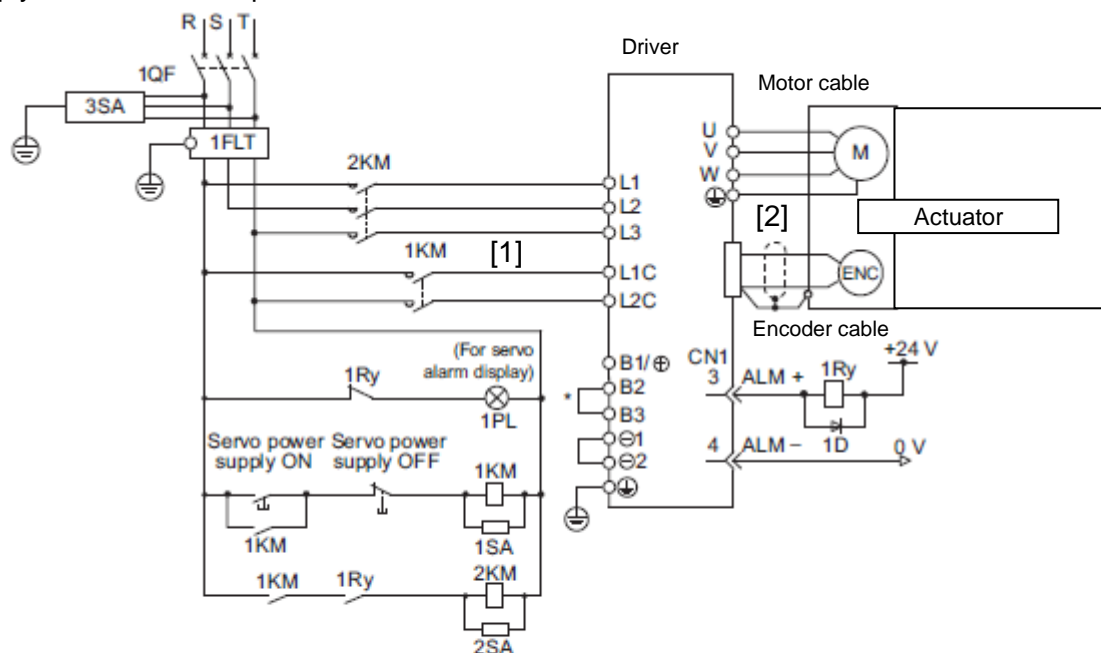 R S T
Driver
1QF
Motor cable
3SA
1FLT
U
V
W
M
2KM
L1
L2
L3
[2]
Actuator
1KM
[1]
L1C
L2C
ENC
Encoder cable
(For servo
alarm display)
1Ry
1PL
B1/⊕
B2
B3
*
⊖1
⊖2
CN1
3 ALM +
1Ry
+24 V
1D
4 ALM −
0 V
Servo power
supply ON
Servo power
supply OFF
1KM
1KM
1SA
1KM
1Ry
2KM
2SA